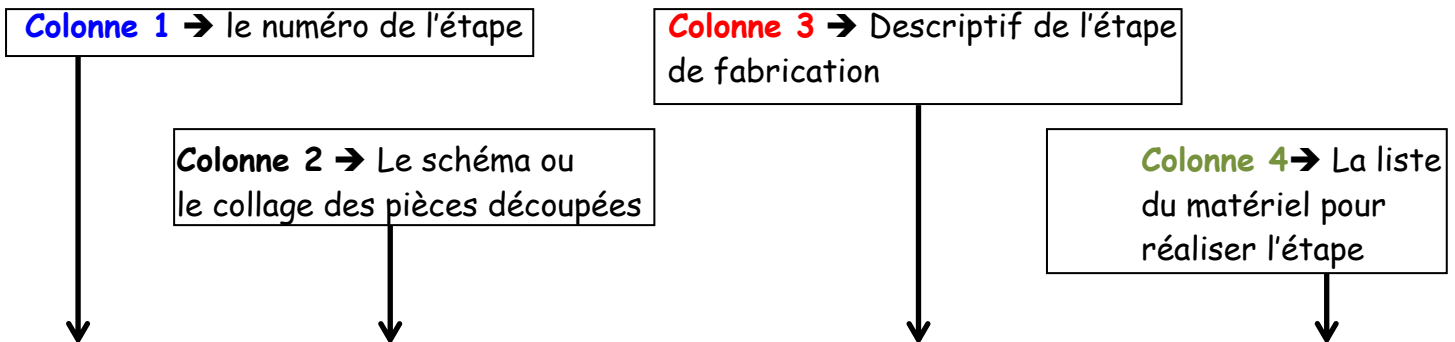 Colonne 1 ➔ le numéro de l'étape
Colonne 3 ➔ Descriptif de l'étape
de fabrication
Colonne 2 ➔ Le schéma ou
le collage des pièces découpées
Colonne 4➔ La liste
du matériel pour
réaliser l'étape